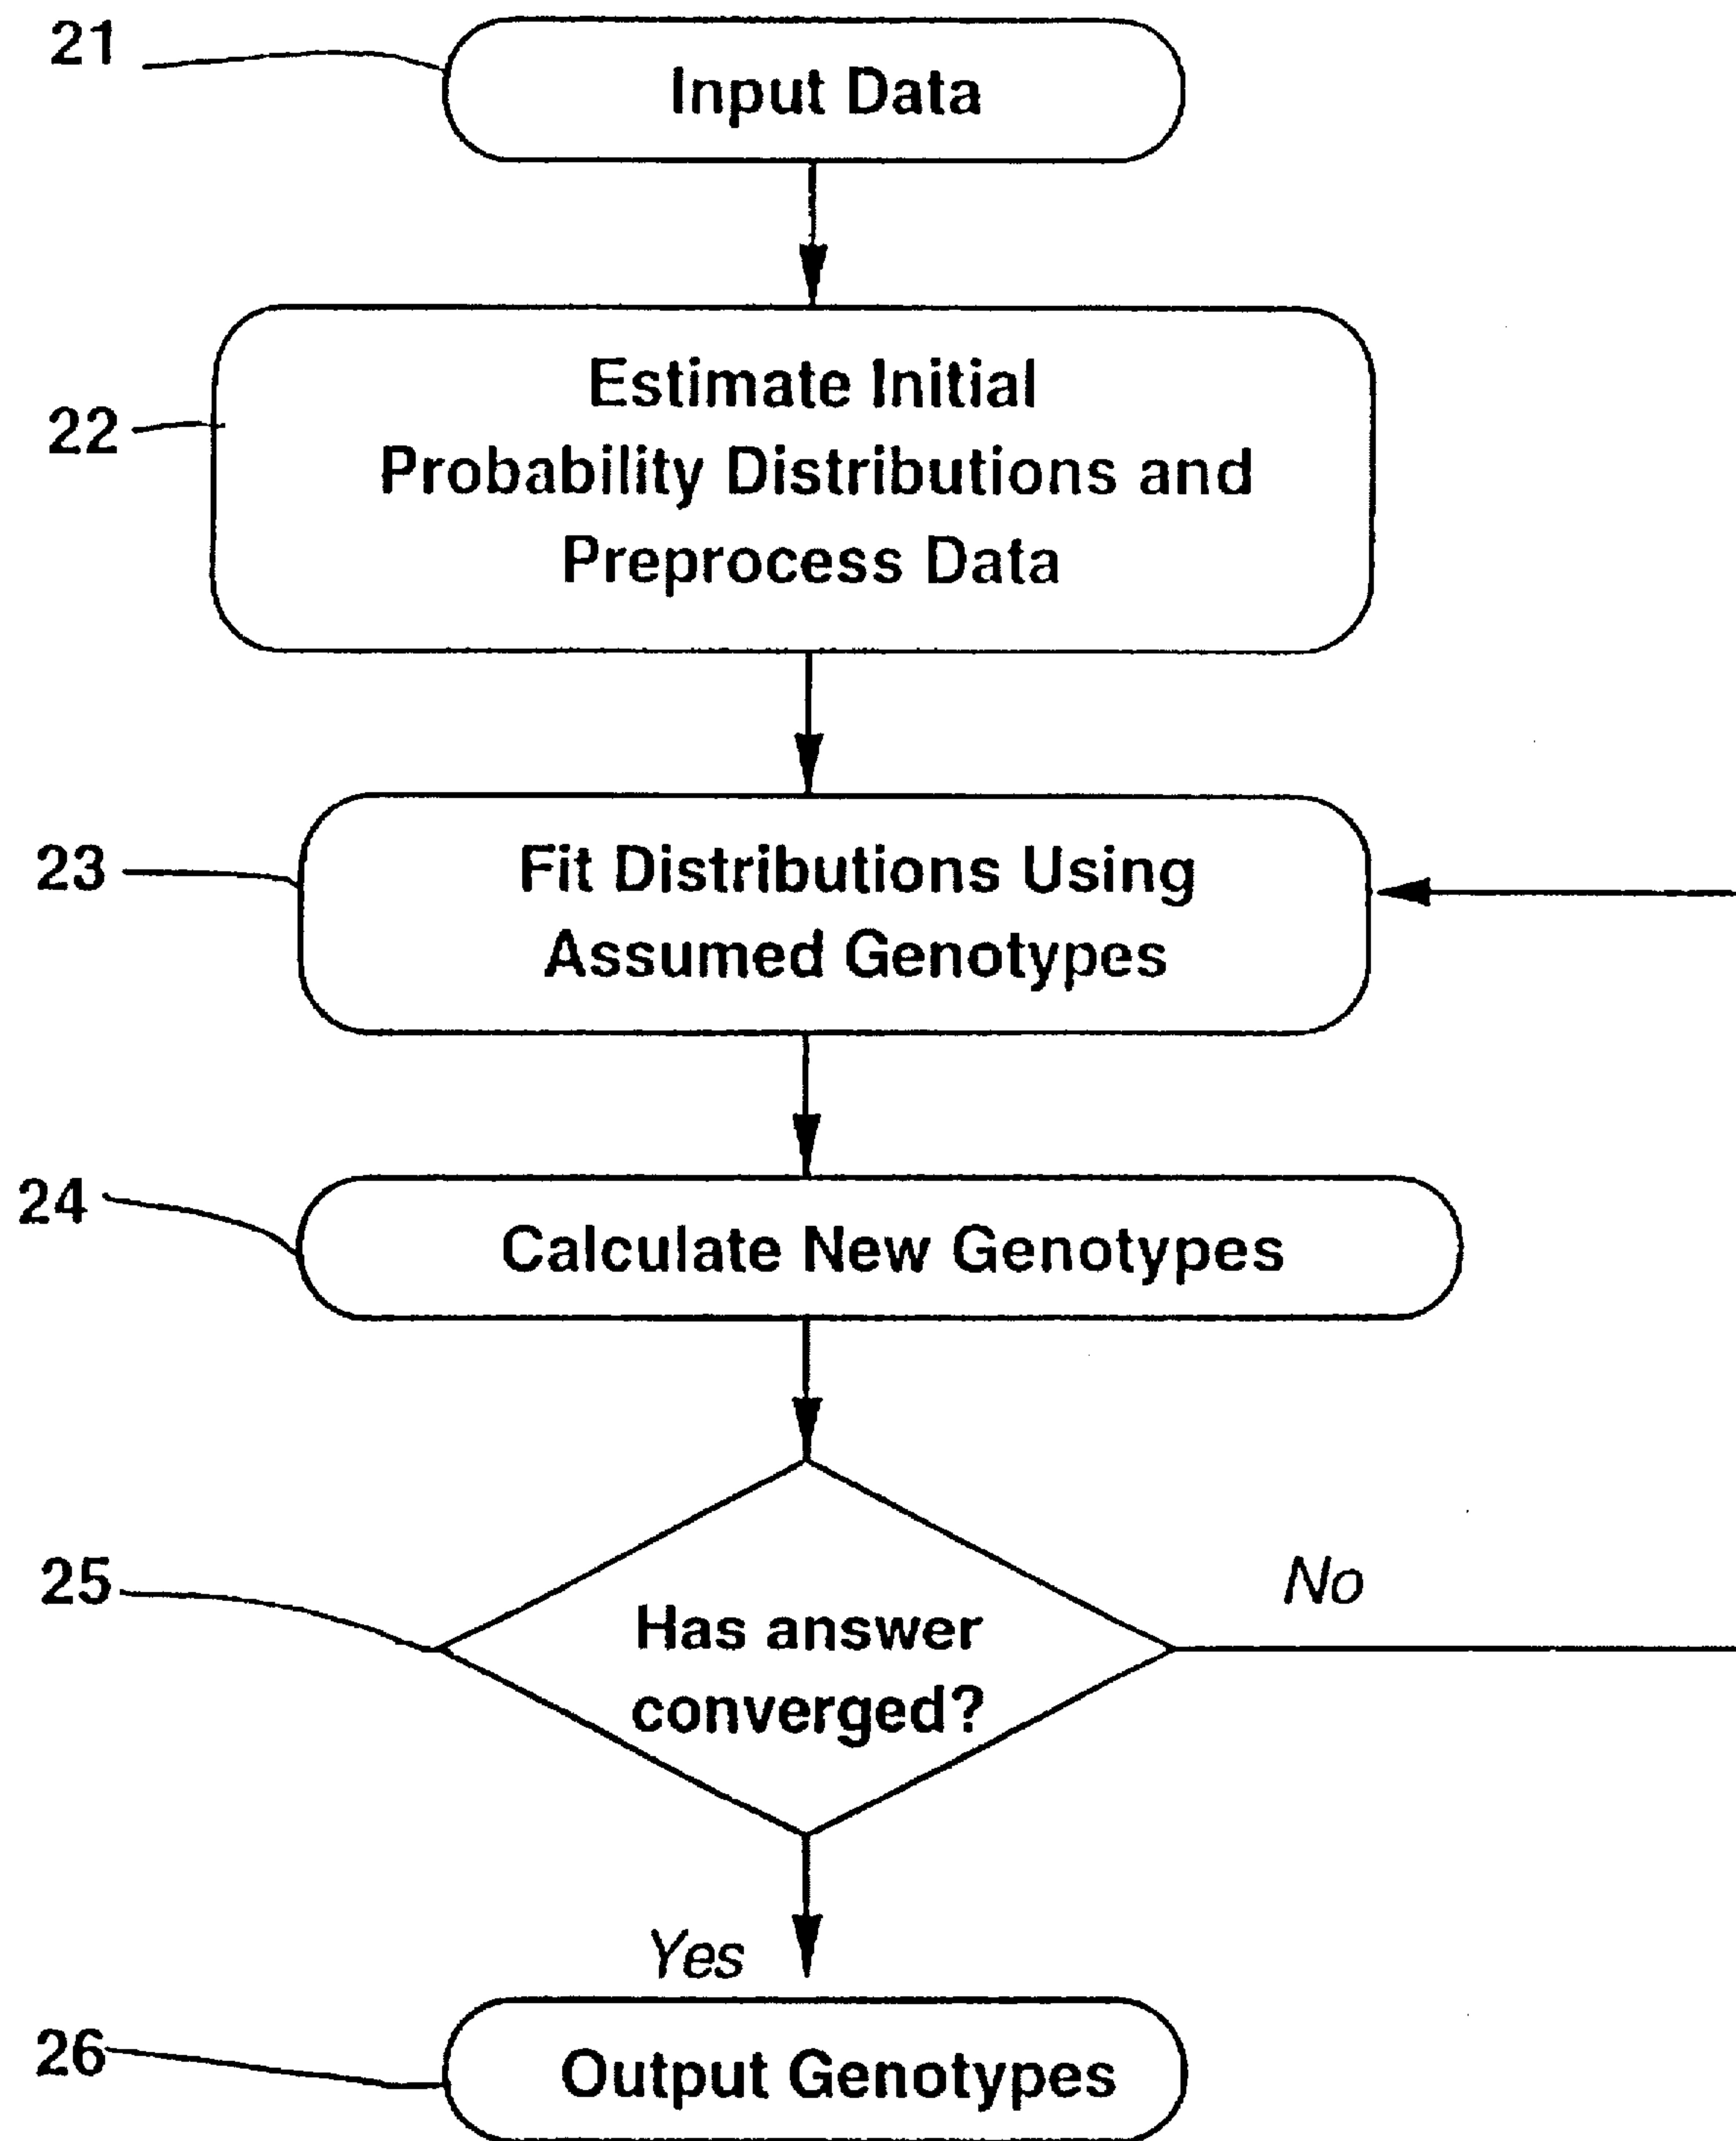 21
Input Data
22
Estimate Initial
Probability Distributions and
Preprocess Data
23
Fit Distributions Using
Assumed Genotypes
24
Calculate New Genotypes
25
Has answer
converged?
No
Yes
26
Output Genotypes